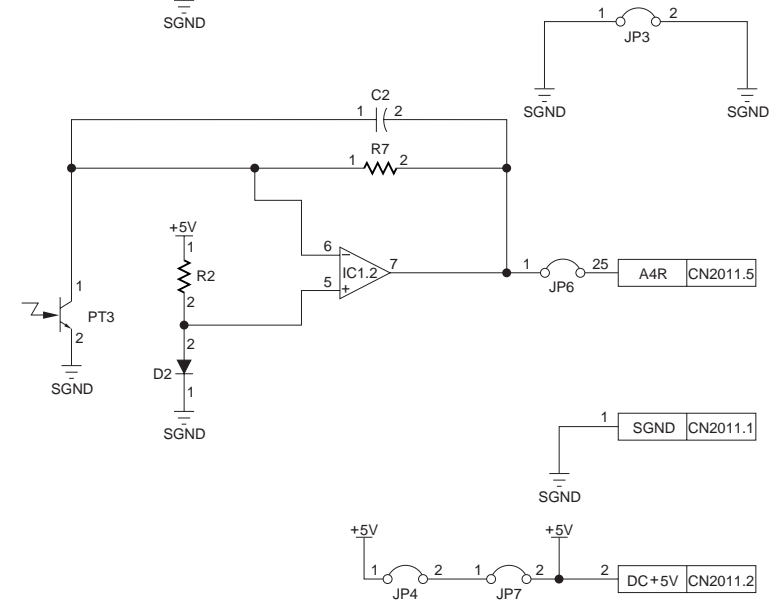 SGND
1 2
JP3
SGND SGND
C2
1 2
R7
1 2
+5V
1
R2
2
6
−
IC1.2
7
5
+
1
25
JP6
A4R CN2011.5
1
PT3
2
SGND
2
D2
1
SGND
1
SGND CN2011.1
SGND
+5V +5V
1 2 1 2 2
DC+5V CN2011.2
JP4 JP7